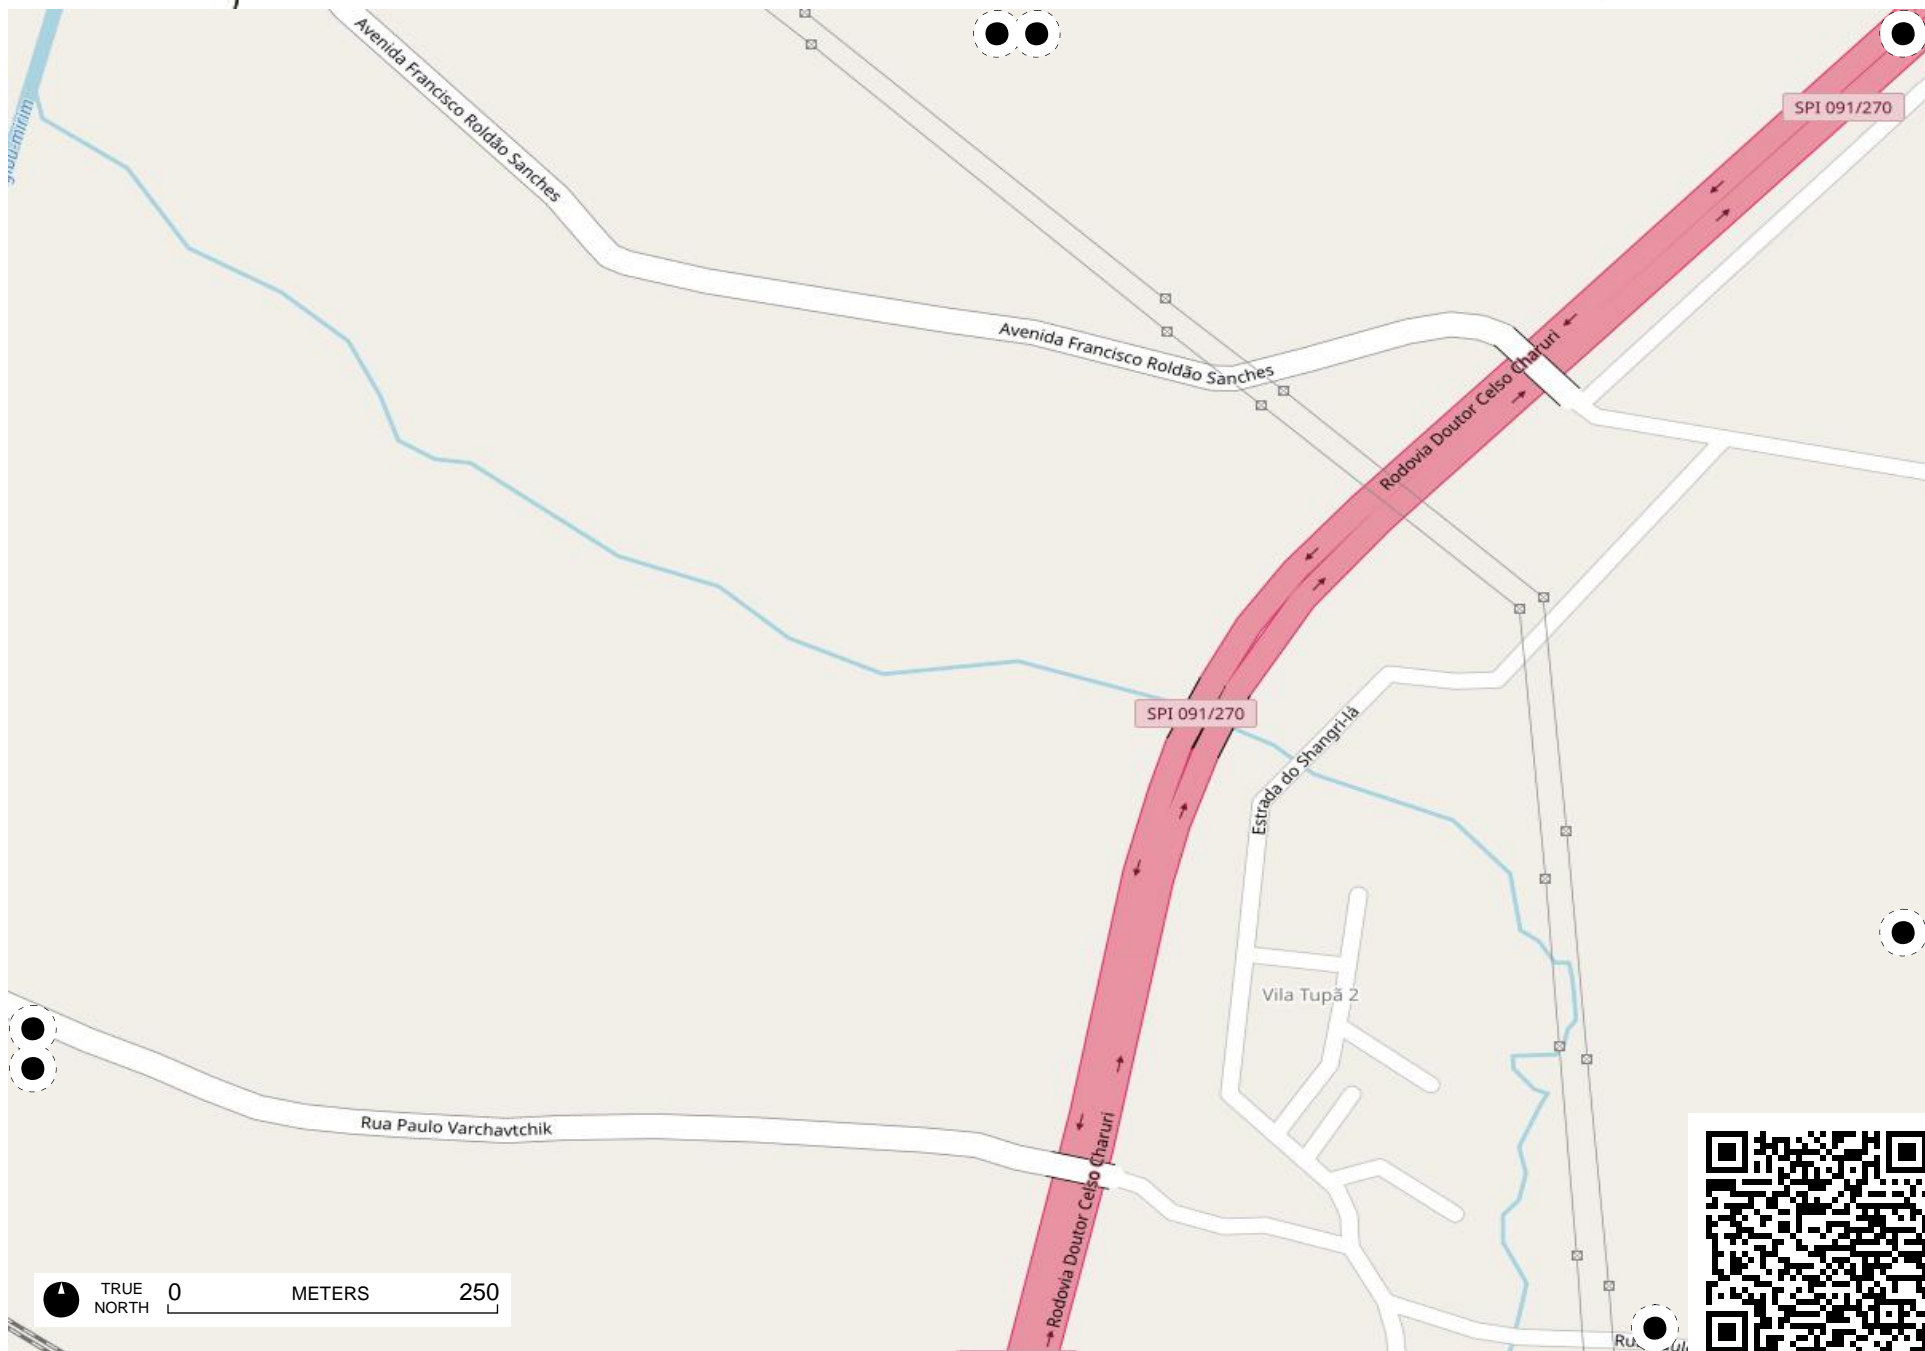 Avenida Francisco Roldão Sanches
SPI 091/270
Avenida Francisco Roldão Sanches
Rodovia Doutor Celso Charuri
SPI 091/270
Estrada do Shangri-lá
Vila Tupã 2
Rua Paulo Varchavtchik
Rodovia Doutor Celso Charuri
TRUE
NORTH
0 METERS 250